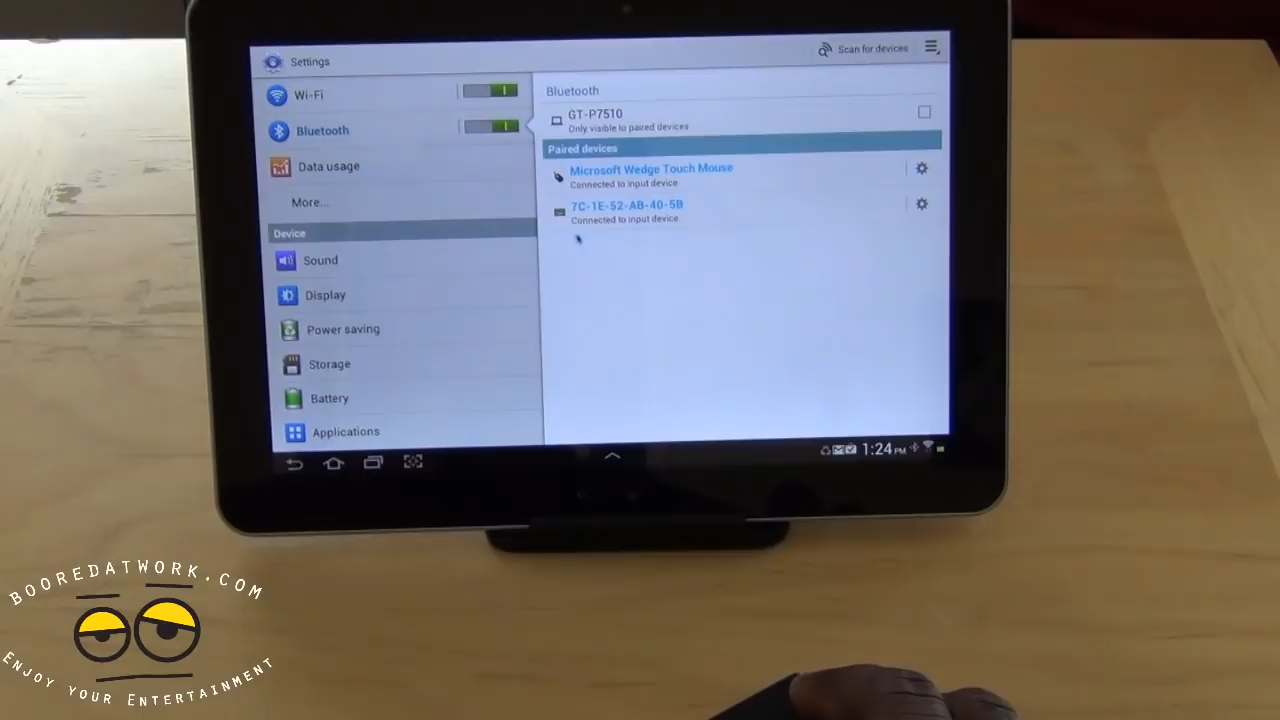 Settings
Scan for devices
Wi-Fi
Bluetooth
Data usage
More...
Device
Sound
Display
Power saving
Storage
Battery
Applications
Bluetooth
GT-P7510
Only visible to paired devices
Paired devices
Microsoft Wedge Touch Mouse
Connected to input device
7C-1E-52-AB-40-5B
Connected to input device
1:24 PM
BOOREDATWORK.COM
ENJOY YOUR ENTERTAINMENT